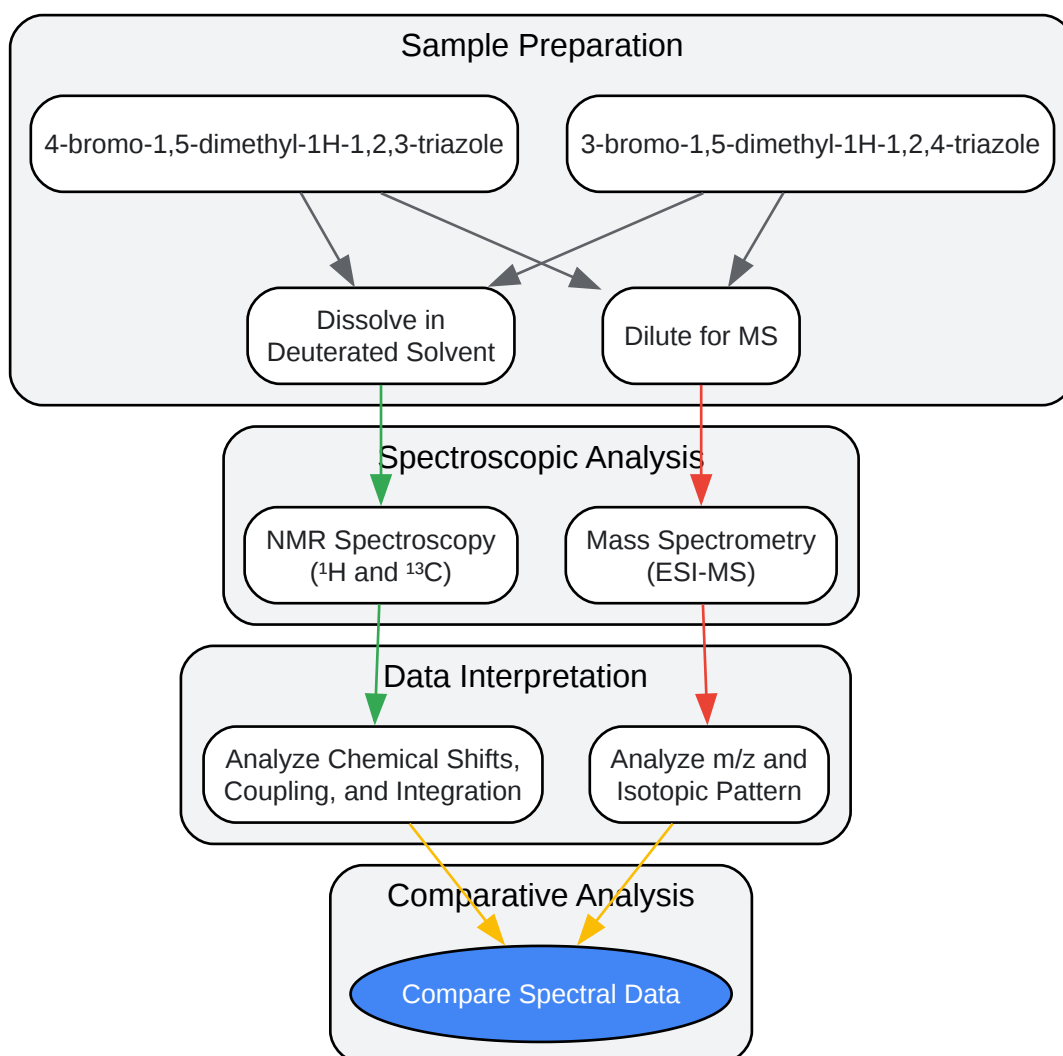 Sample Preparation
4-bromo-1,5-dimethyl-1H-1,2,3-triazole
3-bromo-1,5-dimethyl-1H-1,2,4-triazole
Dissolve in
Deuterated Solvent
Dilute for MS
Spectroscopic Analysis
NMR Spectroscopy
(¹H and ¹³C)
Mass Spectrometry
(ESI-MS)
Data Interpretation
Analyze Chemical Shifts,
Coupling, and Integration
Analyze m/z and
Isotopic Pattern
Comparative Analysis
Compare Spectral Data